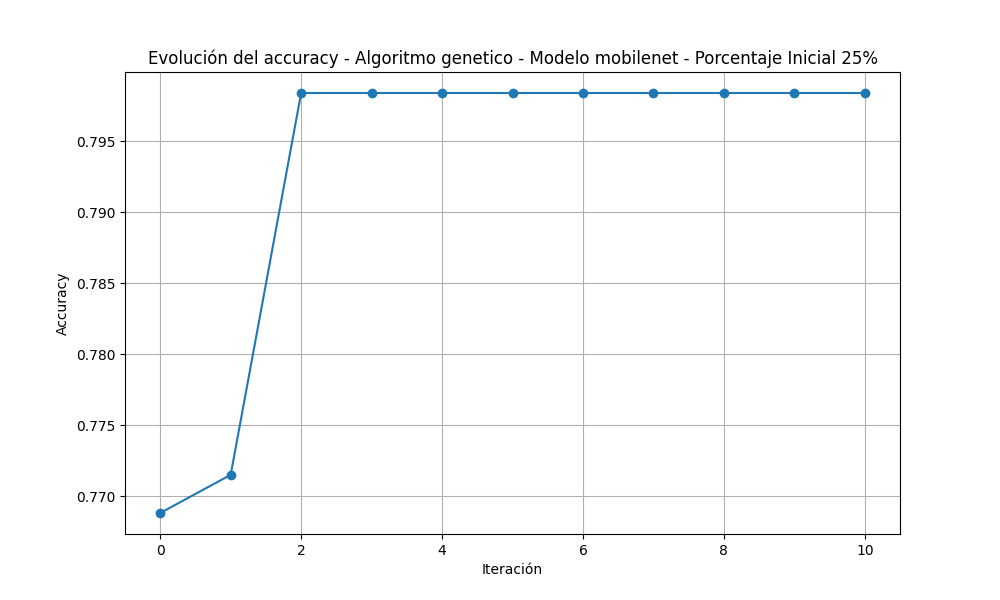 Evolución del accuracy - Algoritmo genetico - Modelo mobilenet - Porcentaje Inicial 25%
0.795
0.790
0.785
0.780
0.775
0.770
Accuracy
0 2 4 6 8 10
Iteración